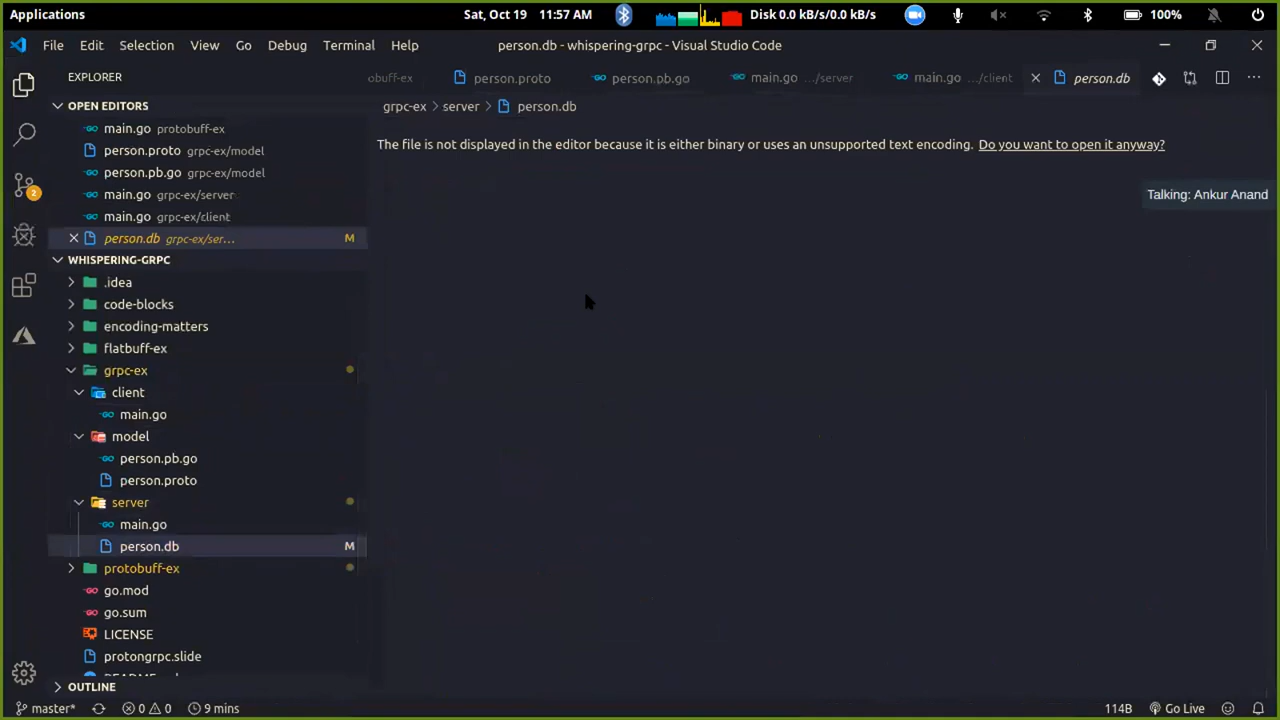 Applications
Sat, Oct 19 11:57 AM
Disk 0.0 kB/s/0.0 kB/s
100%
File Edit Selection View Go Debug Terminal Help
person.db - whispering-grpc - Visual Studio Code
EXPLORER
obuff-ex person.proto person.pb.go main.go .../server main.go .../client person.db
OPEN EDITORS
grpc-ex > server > person.db
main.go protobuff-ex
The file is not displayed in the editor because it is either binary or uses an unsupported text encoding. Do you want to open it anyway?
person.proto grpc-ex/model
person.pb.go grpc-ex/model
main.go grpc-ex/server
Talking: Ankur Anand
main.go grpc-ex/client
person.db grpc-ex/ser... M
WHISPERING-GRPC
.idea
code-blocks
encoding-matters
flatbuff-ex
grpc-ex
client
main.go
model
person.pb.go
person.proto
server
main.go
person.db M
protobuff-ex
go.mod
go.sum
LICENSE
protongrpc.slide
OUTLINE
master* 0 0 9 mins 114B Go Live
2